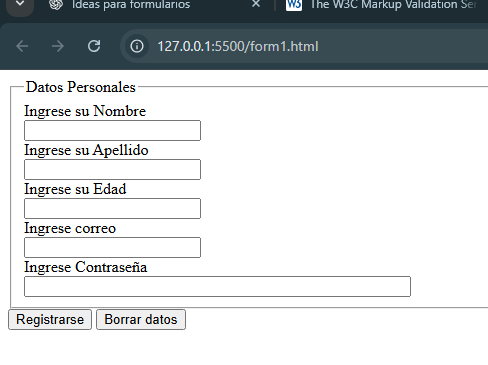 Ideas para formularios
W3 The W3C Markup Validation Se
127.0.0.1:5500/form1.html
Datos Personales
Ingrese su Nombre
Ingrese su Apellido
Ingrese su Edad
Ingrese correo
Ingrese Contraseña
Registrarse Borrar datos